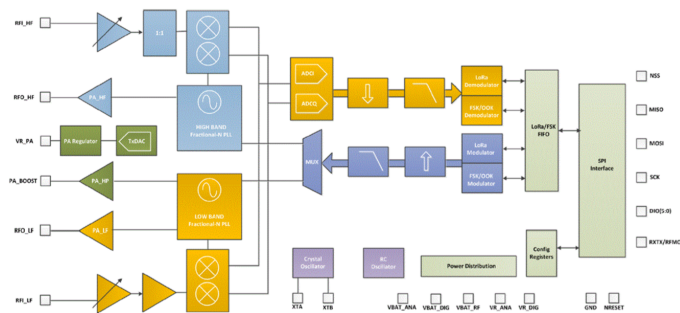 RFI_HF
1:1
RFO_HF
PA_HF
HIGH BAND
Fractional-N PLL
VR_PA
PA Regulator
TxDAC
PA_BOOST
PA_HP
RFO_LF
PA_LF
LOW BAND
Fractional-N PLL
RFI_LF
ADCI
ADCQ
MUX
LoRa
Demodulator
FSK/OOK
Demodulator
LoRa
Modulator
FSK/OOK
Modulator
LoRa/FSK
FIFO
SPI
Interface
Config
Registers
Crystal
Oscillator
RC
Oscillator
Power Distribution
XTA
XTB
VBAT_ANA
VBAT_DIG
VBAT_RF
VR_ANA
VR_DIG
GND
NRESET
NSS
MISO
MOSI
SCK
DIO(5:0)